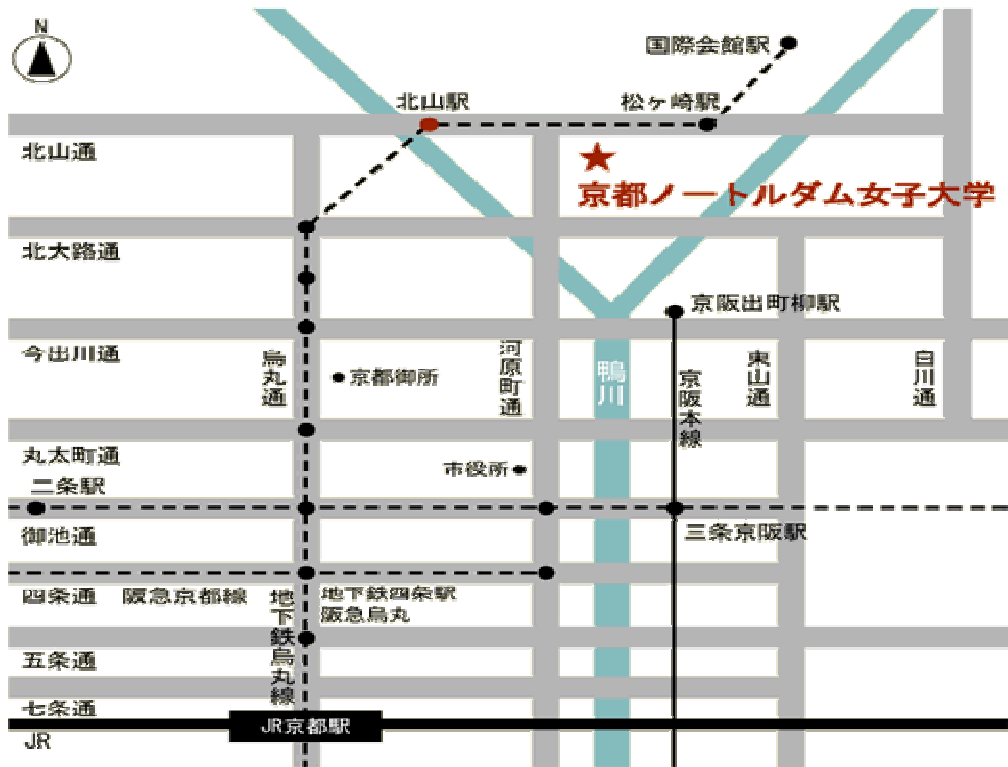 N
国際会館駅
北山駅
松ヶ崎駅
北山通
京都ノートルダム女子大学
北大路通
京阪出町柳駅
今出川通
烏丸通
京都御所
河原町通
鴨川
京阪本線
東山通
白川通
丸太町通
市役所
二条駅
御池通
三条京阪駅
四条通
阪急京都線
地下鉄烏丸線
地下鉄四条駅
阪急烏丸
五条通
七条通
JR京都駅
JR